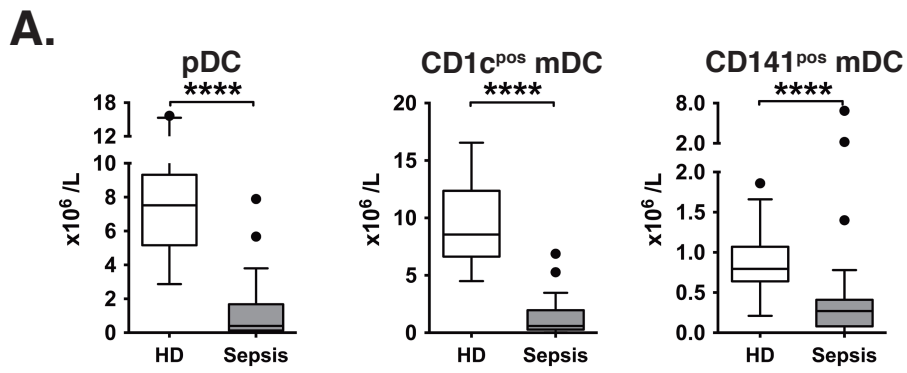 A.
pDC
****
18
12
10
8
6
4
2
0
x10⁶ /L
HD Sepsis
CD1cᵖᵒˢ mDC
****
20
15
10
5
0
x10⁶ /L
HD Sepsis
CD141ᵖᵒˢ mDC
****
8.0
2.0
2.0
1.5
1.0
0.5
0.0
x10⁶ /L
HD Sepsis